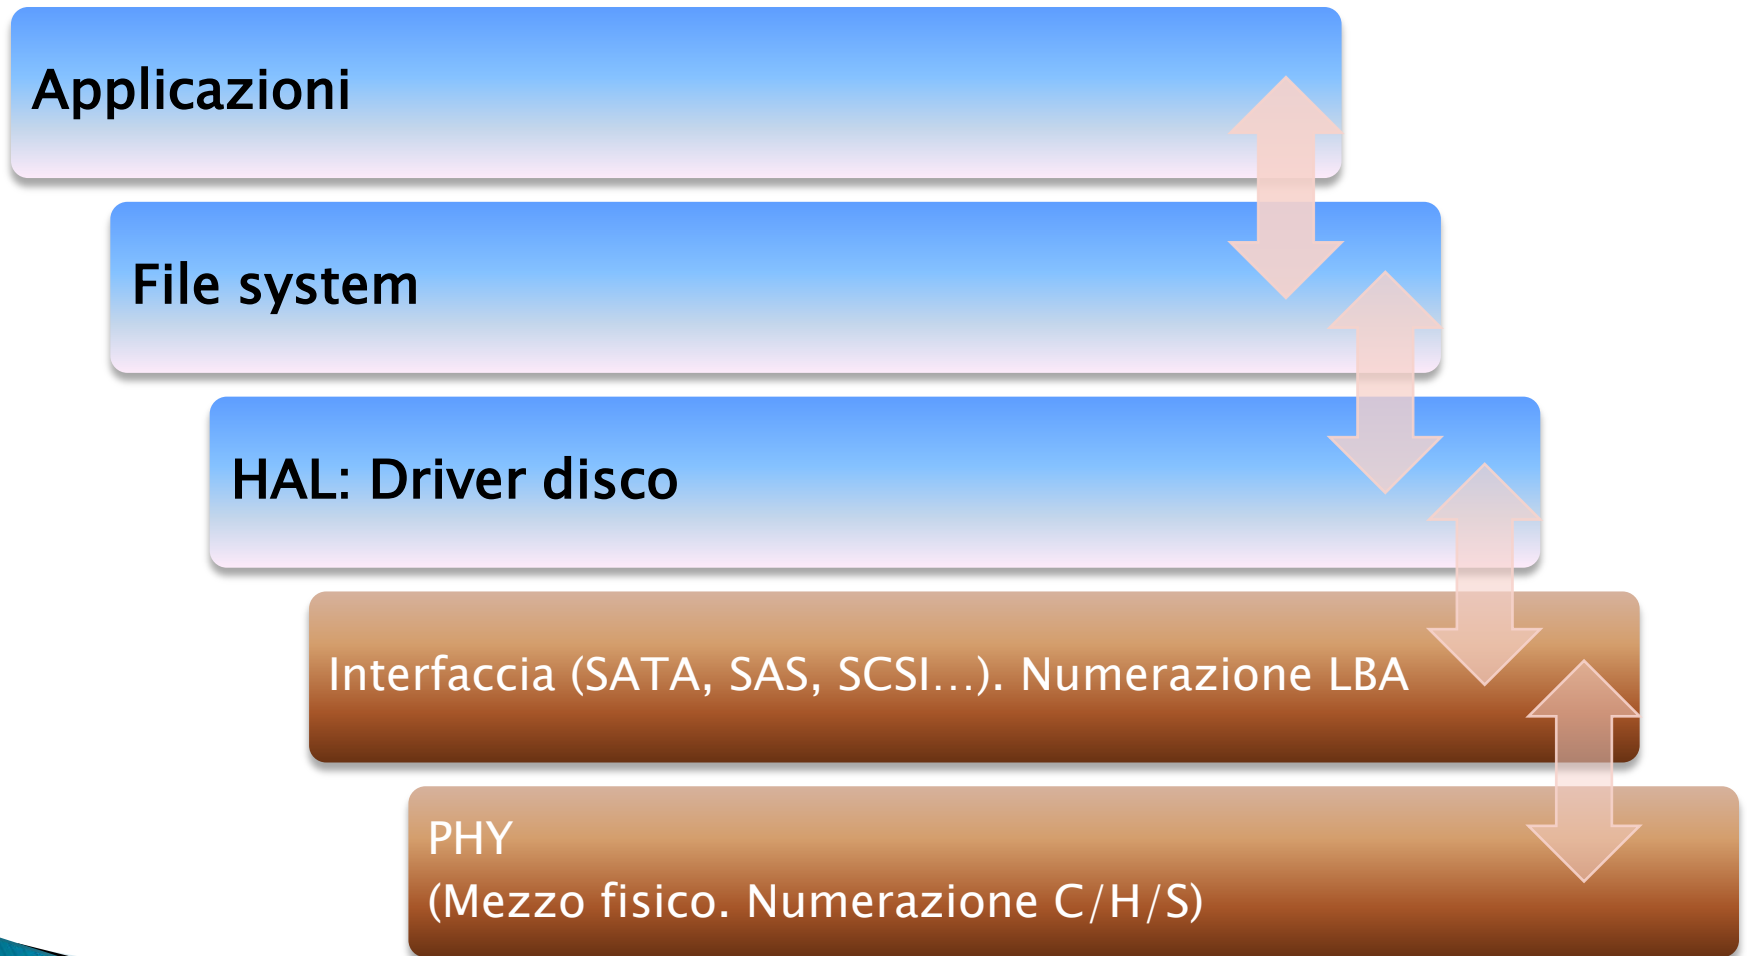 Applicazioni
File system
HAL: Driver disco
Interfaccia (SATA, SAS, SCSI…). Numerazione LBA
PHY
(Mezzo fisico. Numerazione C/H/S)